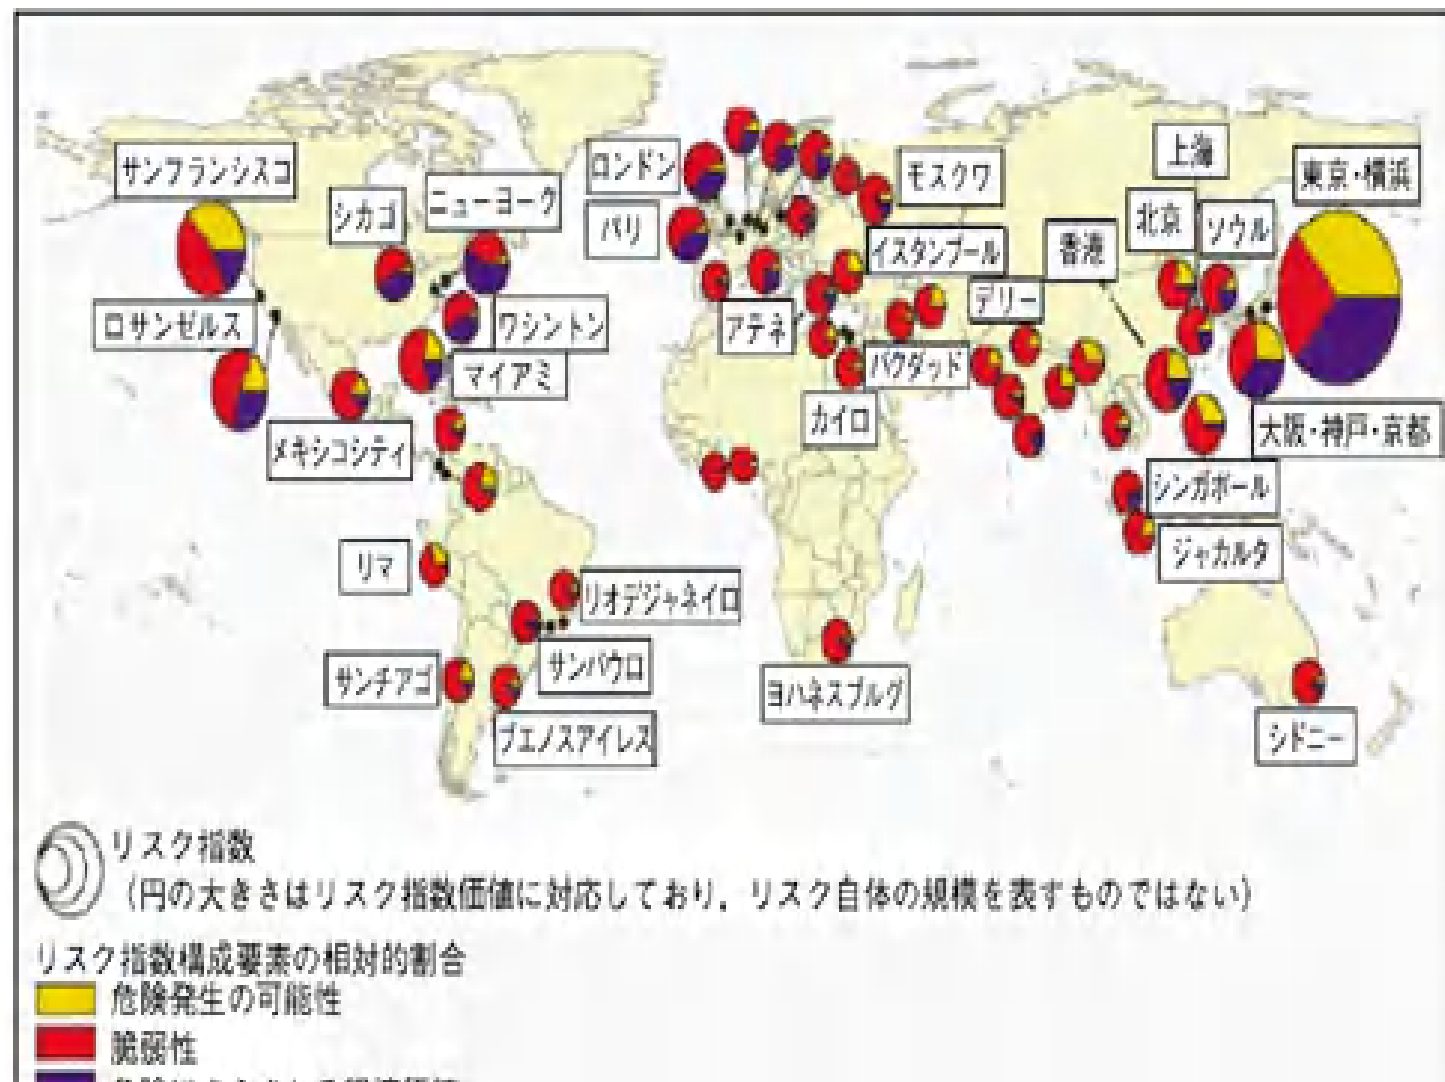 サンフランシスコ
シカゴ
ニューヨーク
ロンドン
パリ
モスクワ
上海
東京・横浜
北京
ソウル
香港
イスタンブール
デリー
ロサンゼルス
ワシントン
アテネ
マイアミ
バクダッド
カイロ
メキシコシティ
大阪・神戸・京都
シンガポール
ジャカルタ
リマ
リオデジャネイロ
サンパウロ
サンチアゴ
ヨハネスブルグ
ブエノスアイレス
シドニー
リスク指数
(円の大きさはリスク指数価値に対応しており,リスク自体の規模を表すものではない)
リスク指数構成要素の相対的割合
危険発生の可能性
脆弱性